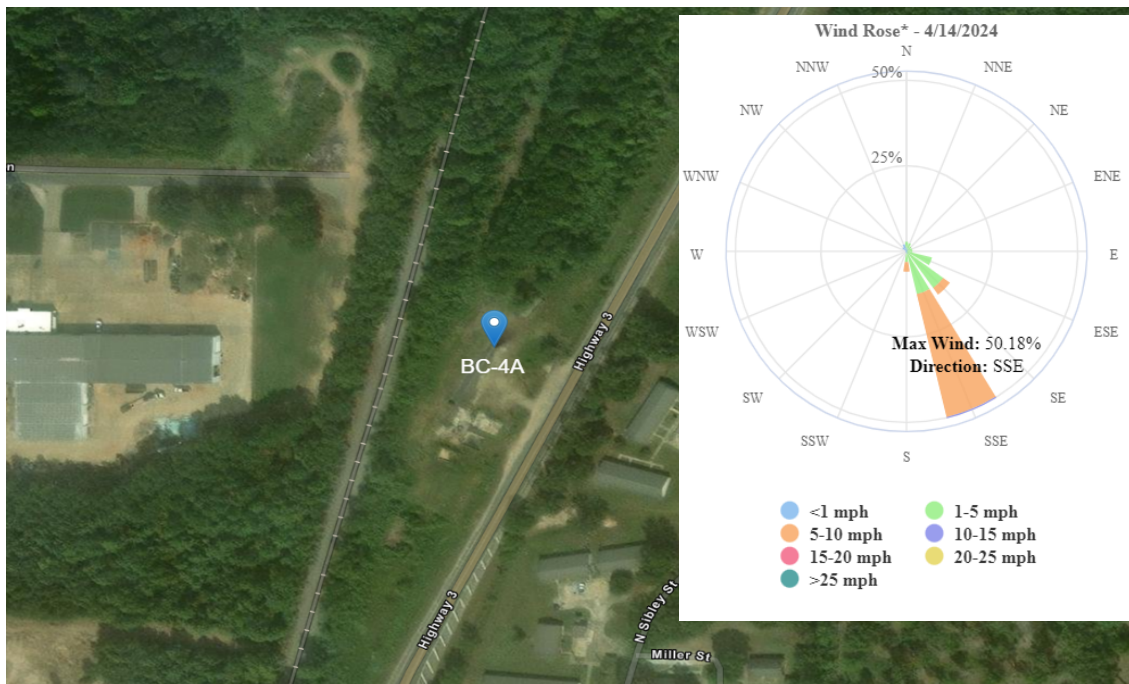 Wind Rose* - 4/14/2024
N
NNW
NNE
50%
NW
NE
25%
WNW
ENE
W
E
WSW
ESE
Max Wind: 50.18%
Direction: SSE
SW
SE
SSW
SSE
S
<1 mph
1-5 mph
5-10 mph
10-15 mph
15-20 mph
20-25 mph
>25 mph
n
BC-4A
Highway 3
Highway 3
N Sibley St
Miller St